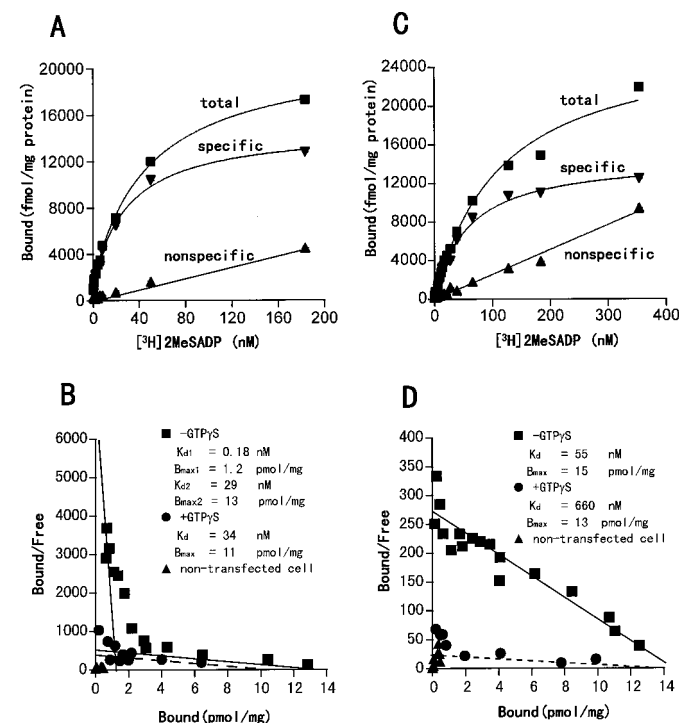 A
20000
16000
12000
8000
4000
0
Bound(fmol/mg protein)
total
specific
nonspecific
0 40 80 120 160 200
[³H]2MeSADP (nM)
C
24000
20000
16000
12000
8000
4000
0
Bound(fmol/mg protein)
total
specific
nonspecific
0 100 200 300 400
[³H]2MeSADP (nM)
B
6000
5000
4000
3000
2000
1000
0
Bound/Free
-GTPγS
Kd1 = 0.18 nM
Bmax1 = 1.2 pmol/mg
Kd2 = 29 nM
Bmax2 = 13 pmol/mg
+GTPγS
Kd = 34 nM
Bmax = 11 pmol/mg
non-transfected cell
0 2 4 6 8 10 12 14
Bound(pmol/mg)
D
400
350
300
250
200
150
100
50
0
Bound/Free
-GTPγS
Kd = 55 nM
Bmax = 15 pmol/mg
+GTPγS
Kd = 660 nM
Bmax = 13 pmol/mg
non-transfected cell
0 2 4 6 8 10 12 14
Bound(pmol/mg)